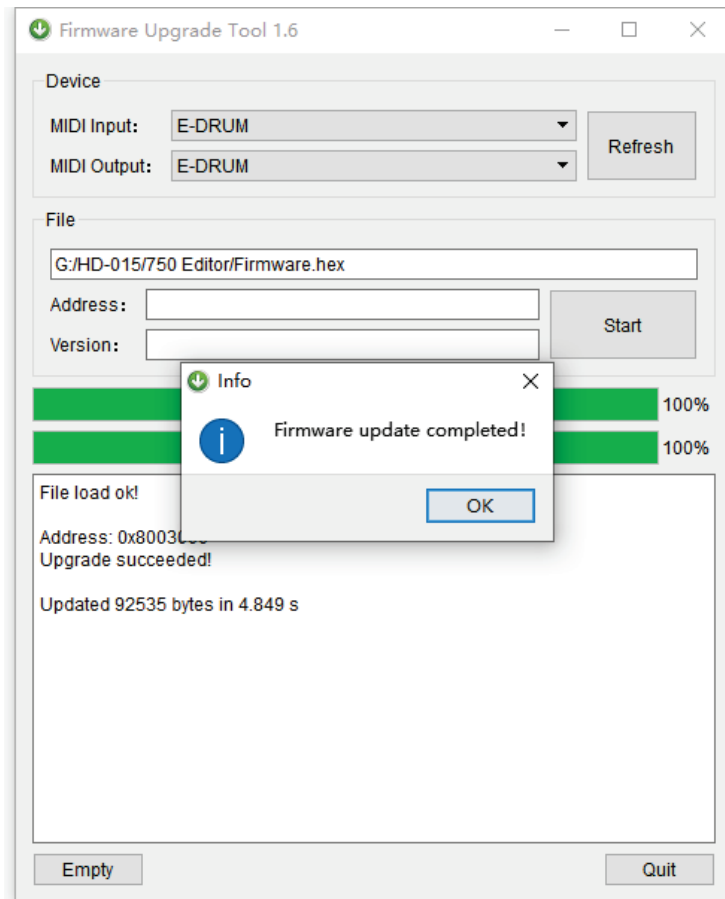 Firmware Upgrade Tool 1.6
Device
MIDI Input:
E-DRUM
MIDI Output:
E-DRUM
Refresh
File
G:/HD-015/750 Editor/Firmware.hex
Address:
Version:
Start
Info
Firmware update completed!
OK
100%
100%
File load ok!
Address:
Upgrade succeeded!
Updated 92535 bytes in 4.849 s
Empty
Quit